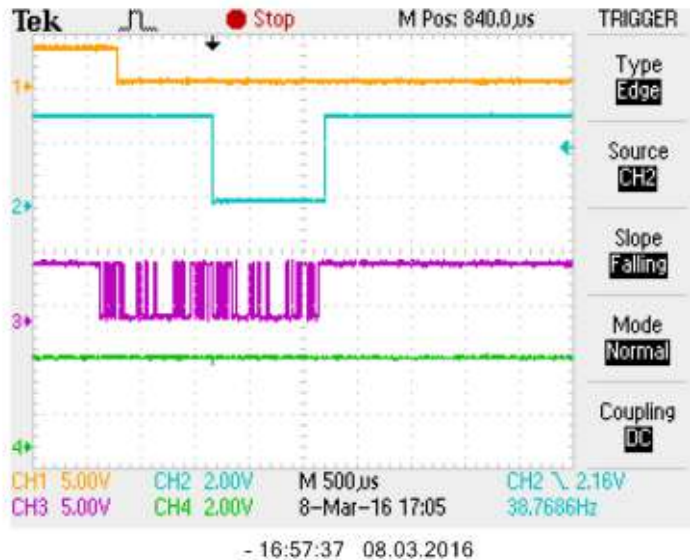 Tek Stop M Pos: 840.0µs TRIGGER
Type
Edge
Source
CH2
Slope
Falling
Mode
Normal
Coupling
DC
1
2
3
4
CH1 5.00V CH2 2.00V M 500µs CH2 \ 2.16V
CH3 5.00V CH4 2.00V 8-Mar-16 17:05 38.7686Hz
- 16:57:37 08.03.2016